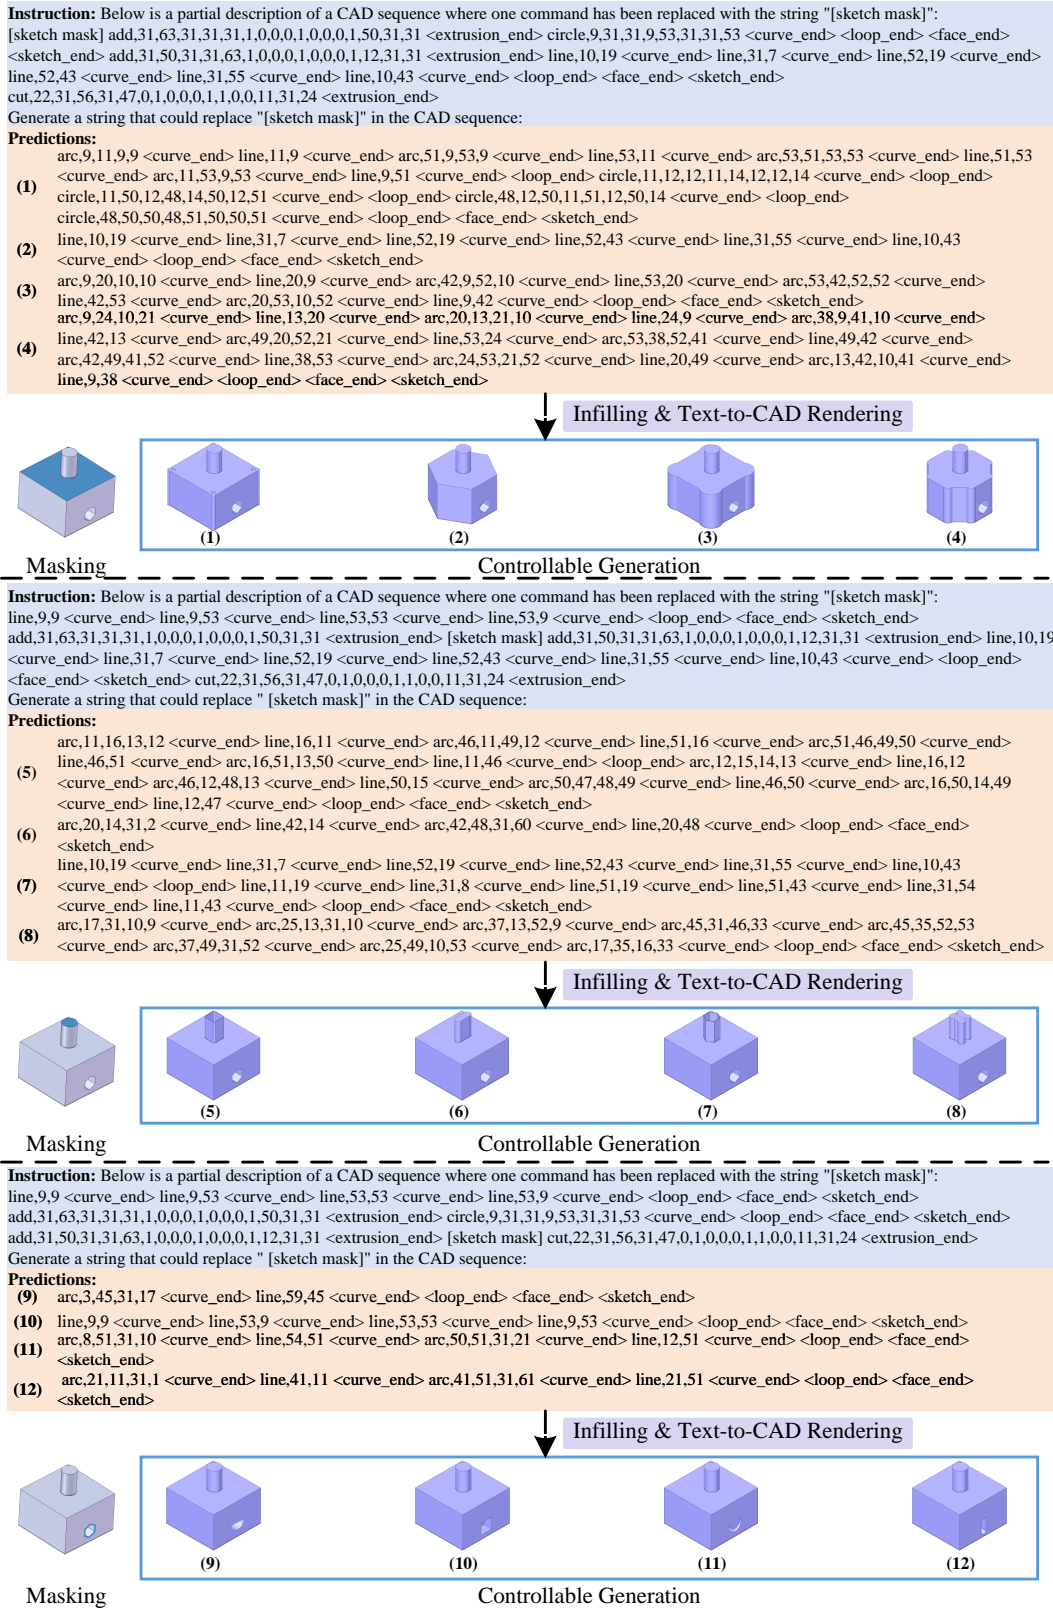 Instruction: Below is a partial description of a CAD sequence where one command has been replaced with the string "[sketch mask]":
[sketch mask] add,31,63,31,31,31,1,0,0,0,1,0,0,0,1,50,31,31 <extrusion_end> circle,9,31,31,9,53,31,31,53 <curve_end> <loop_end> <face_end>
<sketch_end> add,31,50,31,31,63,1,0,0,0,1,0,0,0,1,12,31,31 <extrusion_end> line,10,19 <curve_end> line,31,7 <curve_end> line,52,19 <curve_end>
line,52,43 <curve_end> line,31,55 <curve_end> line,10,43 <curve_end> <loop_end> <face_end> <sketch_end>
cut,22,31,56,31,47,0,1,0,0,0,1,1,0,0,11,31,24 <extrusion_end>
Generate a string that could replace "[sketch mask]" in the CAD sequence:
Predictions:
(1) arc,9,11,9,9 <curve_end> line,11,9 <curve_end> arc,51,9,53,9 <curve_end> line,53,11 <curve_end> arc,53,51,53,53 <curve_end> line,51,53
<curve_end> arc,11,53,9,53 <curve_end> line,9,51 <curve_end> <loop_end> circle,11,12,12,11,14,12,12,14 <curve_end> <loop_end>
circle,11,50,12,48,14,50,12,51 <curve_end> <loop_end> circle,48,12,50,11,51,12,50,14 <curve_end> <loop_end>
circle,48,50,50,48,51,50,50,51 <curve_end> <loop_end> <face_end> <sketch_end>
(2) line,10,19 <curve_end> line,31,7 <curve_end> line,52,19 <curve_end> line,52,43 <curve_end> line,31,55 <curve_end> line,10,43
<curve_end> <loop_end> <face_end> <sketch_end>
(3) arc,9,20,10,10 <curve_end> line,20,9 <curve_end> arc,42,9,52,10 <curve_end> line,53,20 <curve_end> arc,53,42,52,52 <curve_end>
line,42,53 <curve_end> arc,20,53,10,52 <curve_end> line,9,42 <curve_end> <loop_end> <face_end> <sketch_end>
(4) arc,9,24,10,21 <curve_end> line,13,20 <curve_end> arc,20,13,21,10 <curve_end> line,24,9 <curve_end> arc,38,9,41,10 <curve_end>
line,42,13 <curve_end> arc,49,20,52,21 <curve_end> line,53,24 <curve_end> arc,53,38,52,41 <curve_end> line,49,42 <curve_end>
arc,42,49,41,52 <curve_end> line,38,53 <curve_end> arc,24,53,21,52 <curve_end> line,20,49 <curve_end> arc,13,42,10,41 <curve_end>
line,9,38 <curve_end> <loop_end> <face_end> <sketch_end>
Infilling & Text-to-CAD Rendering
(1) (2) (3) (4)
Masking Controllable Generation
Instruction: Below is a partial description of a CAD sequence where one command has been replaced with the string "[sketch mask]":
line,9,9 <curve_end> line,9,53 <curve_end> line,53,53 <curve_end> line,53,9 <curve_end> <loop_end> <face_end> <sketch_end>
add,31,63,31,31,31,1,0,0,0,1,0,0,0,1,50,31,31 <extrusion_end> [sketch mask] add,31,50,31,31,63,1,0,0,0,1,0,0,0,1,12,31,31 <extrusion_end> line,10,19
<curve_end> line,31,7 <curve_end> line,52,19 <curve_end> line,52,43 <curve_end> line,31,55 <curve_end> line,10,43 <curve_end> <loop_end>
<face_end> <sketch_end> cut,22,31,56,31,47,0,1,0,0,0,1,1,0,0,11,31,24 <extrusion_end>
Generate a string that could replace " [sketch mask]" in the CAD sequence:
Predictions:
(5) arc,11,16,13,12 <curve_end> line,16,11 <curve_end> arc,46,11,49,12 <curve_end> line,51,16 <curve_end> arc,51,46,49,50 <curve_end>
line,46,51 <curve_end> arc,16,51,13,50 <curve_end> line,11,46 <curve_end> <loop_end> arc,12,15,14,13 <curve_end> line,16,12
<curve_end> arc,46,12,48,13 <curve_end> line,50,15 <curve_end> arc,50,47,48,49 <curve_end> line,46,50 <curve_end> arc,16,50,14,49
<curve_end> line,12,47 <curve_end> <loop_end> <face_end> <sketch_end>
(6) arc,20,14,31,2 <curve_end> line,42,14 <curve_end> arc,42,48,31,60 <curve_end> line,20,48 <curve_end> <loop_end> <face_end>
<sketch_end>
(7) line,10,19 <curve_end> line,31,7 <curve_end> line,52,19 <curve_end> line,52,43 <curve_end> line,31,55 <curve_end> line,10,43
<curve_end> <loop_end> line,11,19 <curve_end> line,31,8 <curve_end> line,51,19 <curve_end> line,51,43 <curve_end> line,31,54
<curve_end> line,11,43 <curve_end> <loop_end> <face_end> <sketch_end>
(8) arc,17,31,10,9 <curve_end> arc,25,13,31,10 <curve_end> arc,37,13,52,9 <curve_end> arc,45,31,46,33 <curve_end> arc,45,35,52,53
<curve_end> arc,37,49,31,52 <curve_end> arc,25,49,10,53 <curve_end> arc,17,35,16,33 <curve_end> <loop_end> <face_end> <sketch_end>
Infilling & Text-to-CAD Rendering
(5) (6) (7) (8)
Masking Controllable Generation
Instruction: Below is a partial description of a CAD sequence where one command has been replaced with the string "[sketch mask]":
line,9,9 <curve_end> line,9,53 <curve_end> line,53,53 <curve_end> line,53,9 <curve_end> <loop_end> <face_end> <sketch_end>
add,31,63,31,31,31,1,0,0,0,1,0,0,0,1,50,31,31 <extrusion_end> circle,9,31,31,9,53,31,31,53 <curve_end> <loop_end> <face_end> <sketch_end>
add,31,50,31,31,63,1,0,0,0,1,0,0,0,1,12,31,31 <extrusion_end> [sketch mask] cut,22,31,56,31,47,0,1,0,0,0,1,1,0,0,11,31,24 <extrusion_end>
Generate a string that could replace " [sketch mask]" in the CAD sequence:
Predictions:
(9) arc,3,45,31,17 <curve_end> line,59,45 <curve_end> <loop_end> <face_end> <sketch_end>
(10) line,9,9 <curve_end> line,53,9 <curve_end> line,53,53 <curve_end> line,9,53 <curve_end> <loop_end> <face_end> <sketch_end>
(11) arc,8,51,31,10 <curve_end> line,54,51 <curve_end> arc,50,51,31,21 <curve_end> line,12,51 <curve_end> <loop_end> <face_end>
<sketch_end>
(12) arc,21,11,31,1 <curve_end> line,41,11 <curve_end> arc,41,51,31,61 <curve_end> line,21,51 <curve_end> <loop_end> <face_end>
<sketch_end>
Infilling & Text-to-CAD Rendering
(9) (10) (11) (12)
Masking Controllable Generation